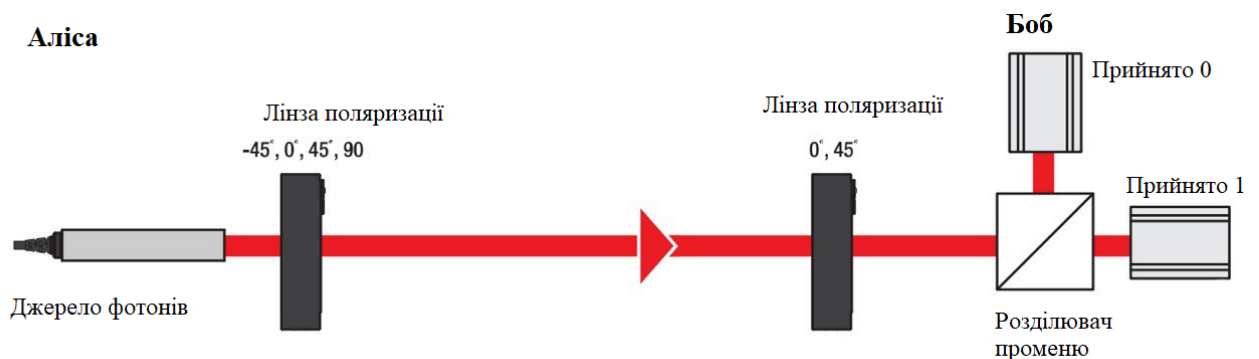 Аліса
Боб
Прийнято 0
Лінза поляризації
-45°, 0°, 45°, 90
Лінза поляризації
0°, 45°
Прийнято 1
Джерело фотонів
Розділювач
променю